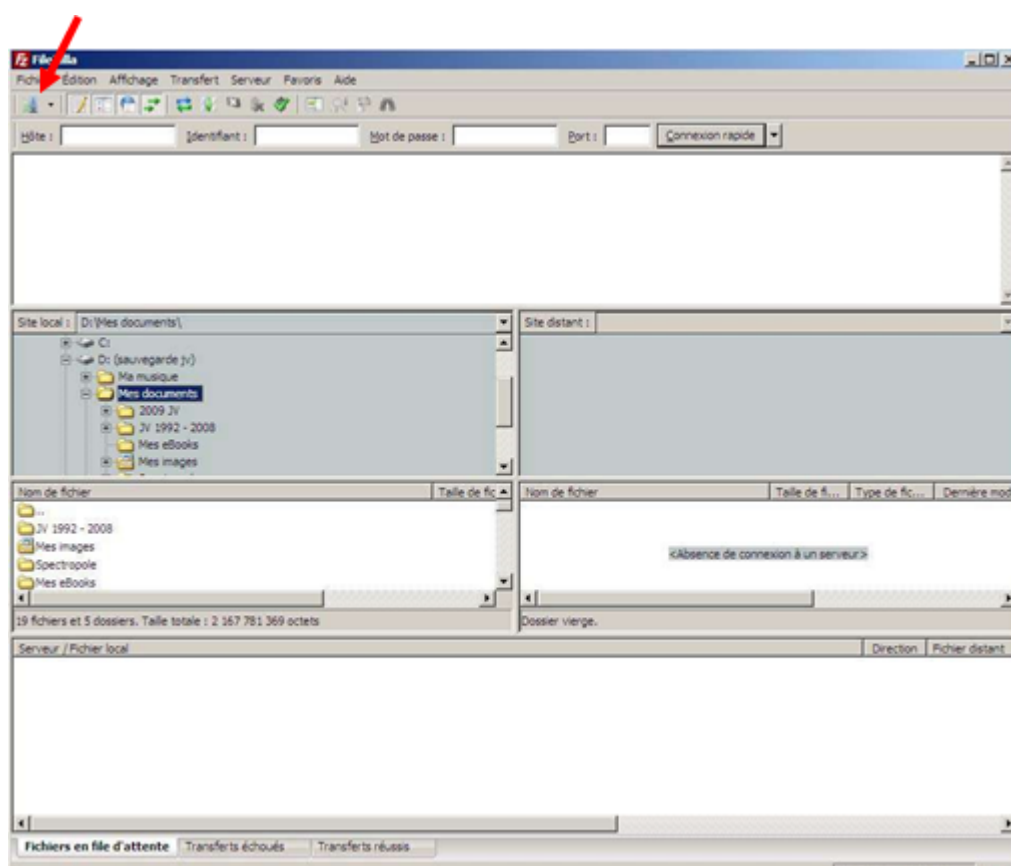 FileZilla
Fichier Édition Affichage Transfert Serveur Favoris Aide
Hôte : Identifiant : Mot de passe : Port : Connexion rapide
Site local : D:\Mes documents\
Site distant :
C:
D: (sauvegarde jv)
Ma musique
Mes documents
2009 JV
JV 1992 - 2008
Mes eBooks
Mes images
Nom de fichier Taille de fic
..
JV 1992 - 2008
Mes images
Spectropole
Mes eBooks
19 fichiers et 5 dossiers. Taille totale : 2 167 781 369 octets
Nom de fichier Taille de fi... Type de fic... Dernière mod
<Absence de connexion à un serveur>
Dossier vierge.
Serveur / Fichier local Direction Fichier distant
Fichiers en file d'attente Transferts échoués Transferts réussis